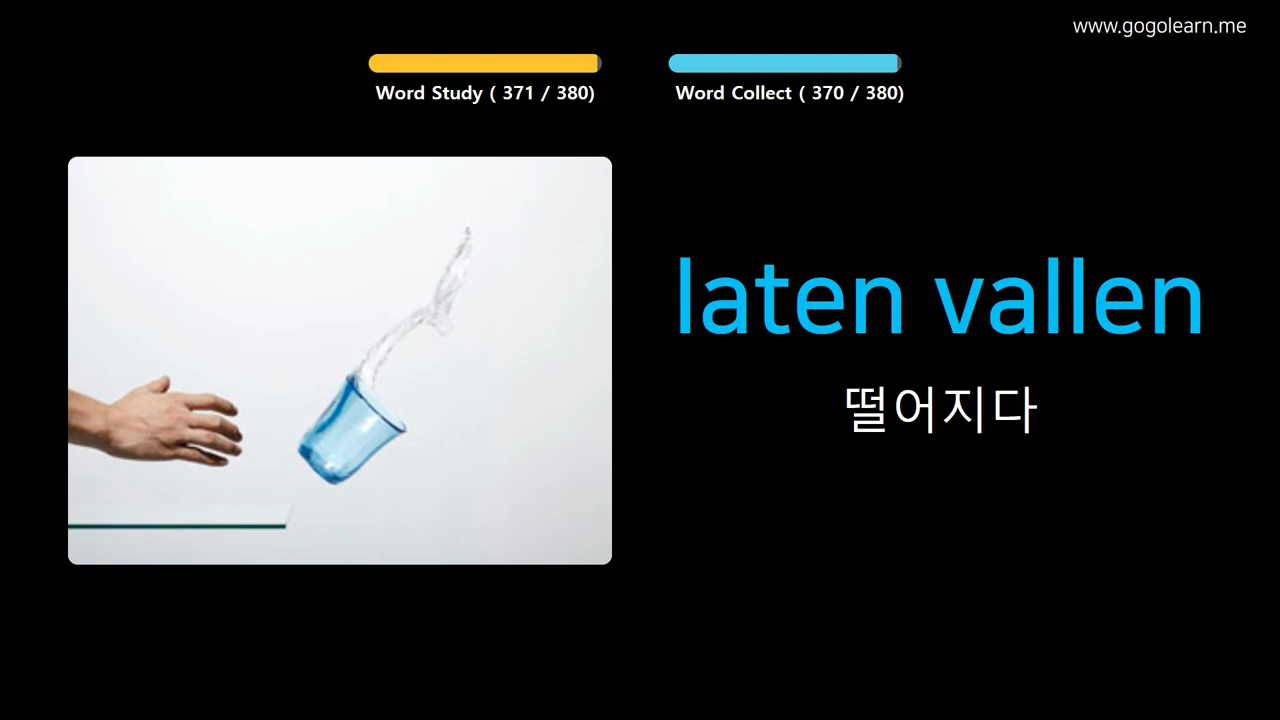 www.gogolearn.me
Word Study ( 371 / 380)
Word Collect ( 370 / 380)
laten vallen
떨어지다